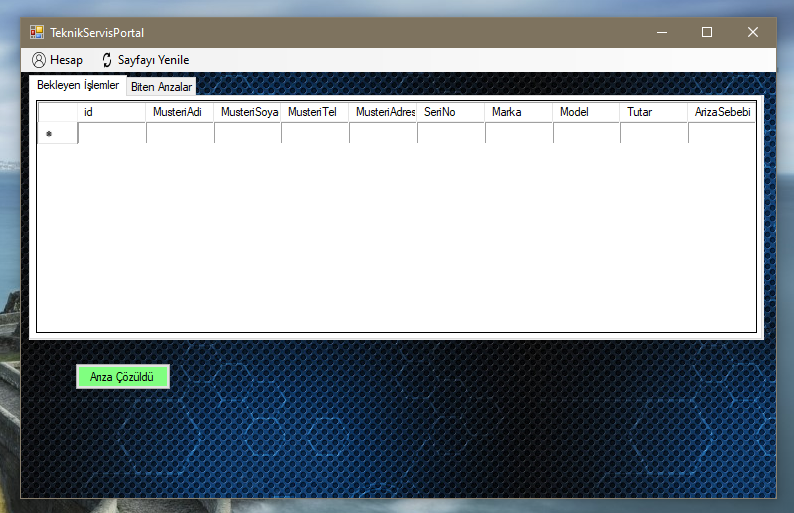 TeknikServisPortal
Hesap Sayfayı Yenile
Bekleyen İşlemler Biten Arızalar
id MusteriAdi MusteriSoya MusteriTel MusteriAdres SeriNo Marka Model Tutar ArizaSebebi
Arıza Çözüldü